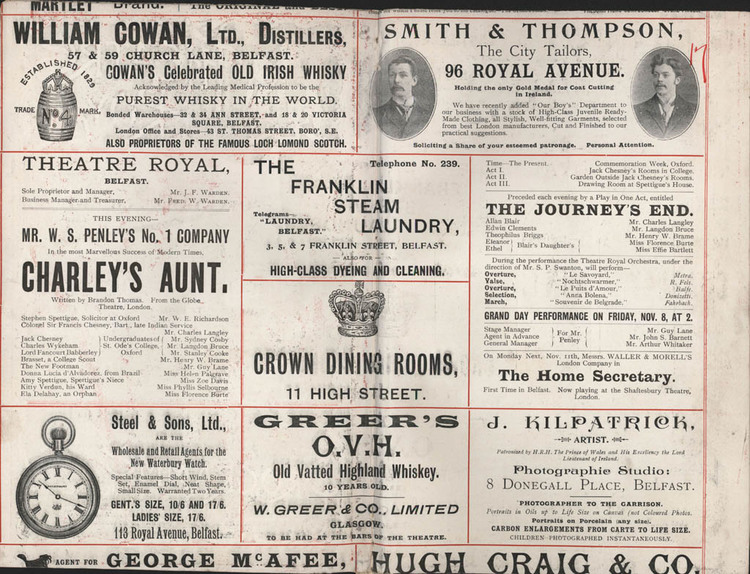 MARTLEY Brand.
WILLIAM COWAN, LTD., DISTILLERS,
57 & 59 CHURCH LANE, BELFAST.
COWAN'S Celebrated OLD IRISH WHISKY
Acknowledged by the Leading Medical Profession to be the
PUREST WHISKY IN THE WORLD.
Bonded Warehouses—32 & 34 ANN STREET, and 18 & 20 VICTORIA
SQUARE, BELFAST.
London Office and Stores—43 ST. THOMAS STREET, BORO', S.E.
ALSO PROPRIETORS OF THE FAMOUS LOCH LOMOND SCOTCH.
ESTABLISHED 1829
TRADE MARK.
No 4
SMITH & THOMPSON,
The City Tailors,
96 ROYAL AVENUE.
Holding the only Gold Medal for Coat Cutting
in Ireland.
We have recently added "Our Boy's" Department to
our business with a stock of High-Class Juvenile Ready-
Made Clothing, all Stylish, Well-fitting Garments, selected
from best London manufacturers, Cut and Finished to our
practical suggestions.
Soliciting a Share of your esteemed patronage. Personal Attention.
17
THEATRE ROYAL,
BELFAST.
Sole Proprietor and Manager, Mr. J. F. WARDEN.
Business Manager and Treasurer, Mr. FRED. W. WARDEN.
THIS EVENING—
MR. W. S. PENLEY'S No. 1 COMPANY
In the most Marvellous Success of Modern Times,
CHARLEY'S AUNT.
Written by Brandon Thomas. From the Globe
Theatre, London.
Stephen Spettigue, Solicitor at Oxford Mr. W. E. Richardson
Colonel Sir Francis Chesney, Bart., late Indian Service
Mr. Charles Langley
Jack Chesney Undergraduates of Mr. Sydney Cosby
Charles Wykeham St. Ode's College, Mr. Langdon Bruce
Lord Fancourt Babberley Oxford Mr. Stanley Cooke
Brasset, a College Scout Mr. Henry W. Brame
The New Footman Mr. Guy Lane
Donna Lucia d'Alvadorez, from Brazil Miss Helen Palgrave
Amy Spettigue, Spettigue's Niece Miss Zoe Davis
Kitty Verdun, his Ward Miss Phyllis Selbourne
Ela Delahay, an Orphan Miss Florence Burte
THE Telephone No. 239.
FRANKLIN
STEAM
Telegrams—
"LAUNDRY,
BELFAST."
LAUNDRY,
3, 5, & 7 FRANKLIN STREET, BELFAST.
—ALSO FOR—
HIGH-CLASS DYEING AND CLEANING.
CROWN DINING ROOMS,
11 HIGH STREET.
Time—The Present. Commemoration Week, Oxford.
Act I. Jack Chesney's Rooms in College.
Act II. Garden Outside Jack Chesney's Rooms.
Act III. Drawing Room at Spettigue's House.
Preceded each evening by a Play in One Act, entitled
THE JOURNEY'S END,
Allan Blair Mr. Charles Langley
Edwin Clements Mr. Langdon Bruce
Theophilus Briggs Mr. Henry W. Brame
Eleanor Blair's Daughter's Miss Florence Burte
Ethel Miss Effie Bartlett
During the performance the Theatre Royal Orchestra, under the
direction of Mr. S. P. Swanton, will perform—
Overture, "Le Savoyard," Metra.
Valse, "Nochtschwarmer," R. Feis.
Overture, "Le Puits d'Amour," Balfe.
Selection, "Anna Bolena," Donizetti.
March, "Souvenir de Belgrade." Fahrbach.
GRAND DAY PERFORMANCE ON FRIDAY, NOV. 8, AT 2.
Stage Manager Mr. Guy Lane
Agent in Advance For Mr. Penley Mr. John S. Barnett
General Manager Mr. Arthur Whitaker
On Monday Next, Nov. 11th, Messrs. WALLER & MORELL'S
London Company in
The Home Secretary.
First Time in Belfast. Now playing at the Shaftesbury Theatre,
London.
Steel & Sons, Ltd.,
ARE THE
Wholesale and Retail Agents for the
New Waterbury Watch.
Special Features—Short Wind, Stem
Set, Enamel Dial, Neat Shape,
Small Size. Warranted Two Years.
GENT.'S SIZE, 10/6 AND 17/6.
LADIES' SIZE, 17/6.
113 Royal Avenue, Belfast.
GREER'S
O.V.H.
Old Vatted Highland Whiskey.
10 YEARS OLD.
W. GREER & CO., LIMITED
GLASGOW.
TO BE HAD AT THE BARS OF THE THEATRE.
J. KILPATRICK,
ARTIST.
Patronized by H.R.H. The Prince of Wales and His Excellency the Lord
Lieutenant of Ireland.
Photographic Studio:
8 DONEGALL PLACE, BELFAST.
PHOTOGRAPHER TO THE GARRISON.
Portraits in Oils up to Life Size on Canvas (not Coloured Photos.
Portraits on Porcelain (any size).
CARBON ENLARGEMENTS FROM CARTE TO LIFE SIZE.
CHILDREN PHOTOGRAPHED INSTANTANEOUSLY.
AGENT FOR GEORGE McAFEE,
HUGH CRAIG & CO.